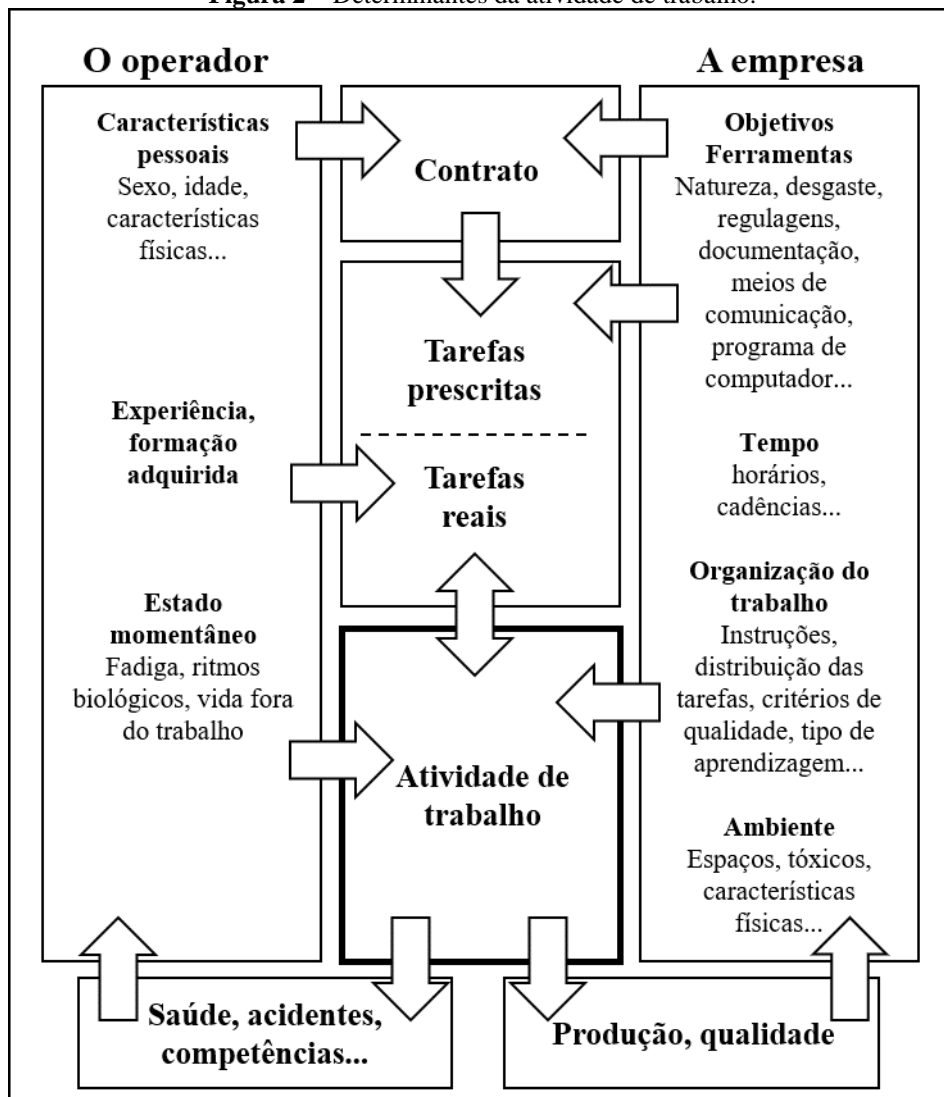 Figura 2 – Determinantes da atividade de trabalho.
O operador
Características
pessoais
Sexo, idade,
características
físicas...
Experiência,
formação
adquirida
Estado
momentâneo
Fadiga, ritmos
biológicos, vida fora
do trabalho
Contrato
Tarefas
prescritas
Tarefas
reais
Atividade de
trabalho
A empresa
Objetivos
Ferramentas
Natureza, desgaste,
regulagens,
documentação,
meios de
comunicação,
programa de
computador...
Tempo
horários,
cadências...
Organização do
trabalho
Instruções,
distribuição das
tarefas, critérios de
qualidade, tipo de
aprendizagem...
Ambiente
Espaços, tóxicos,
características
físicas...
Saúde, acidentes,
competências...
Produção, qualidade